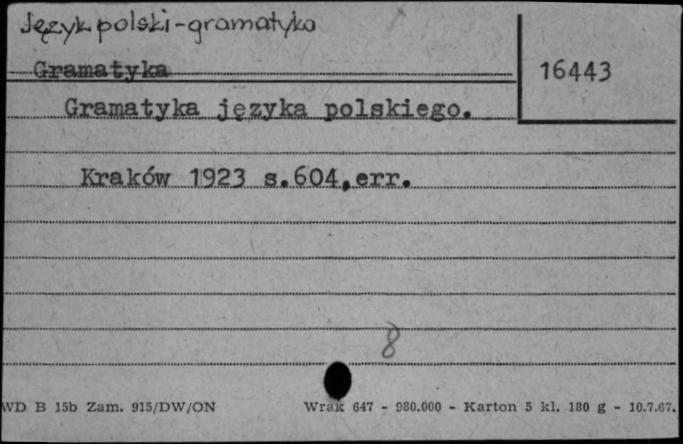 Język polski-gramatyka
Gramatyka
16443
Gramatyka języka polskiego.
Kraków 1923 s.604,err.
8
WD B 15b Zam. 915/DW/ON Wrak 647 - 980.000 - Karton 5 kl. 180 g - 10.7.67.